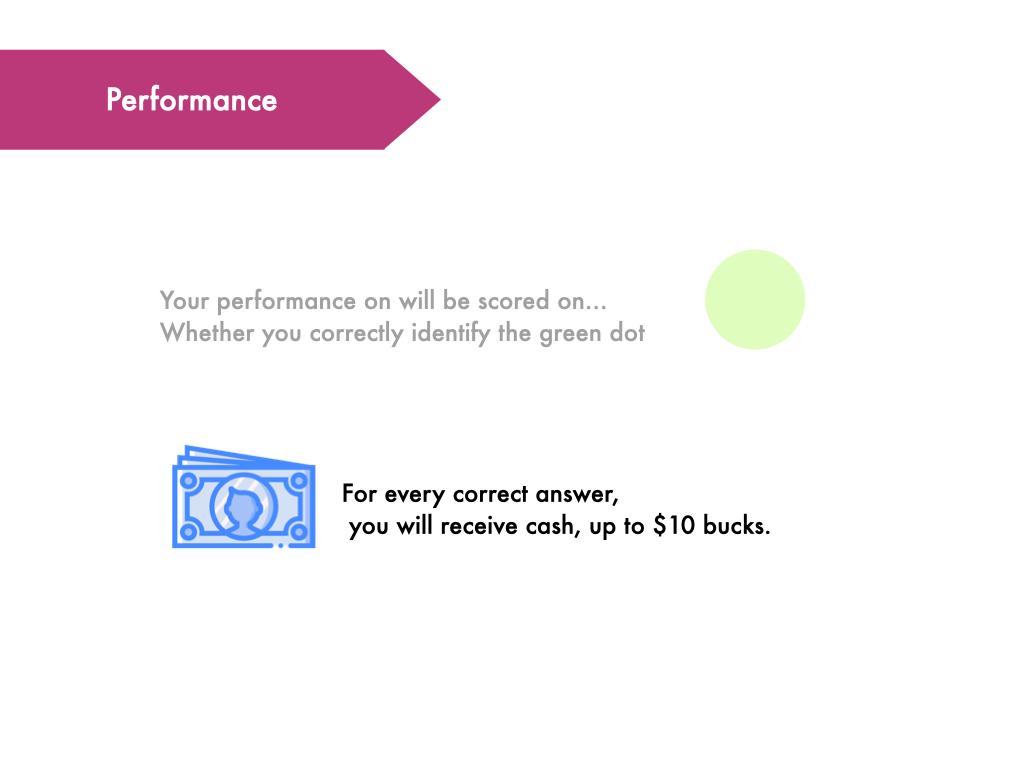 Performance
Your performance on will be scored on...
Whether you correctly identify the green dot
For every correct answer,
you will receive cash, up to $10 bucks.